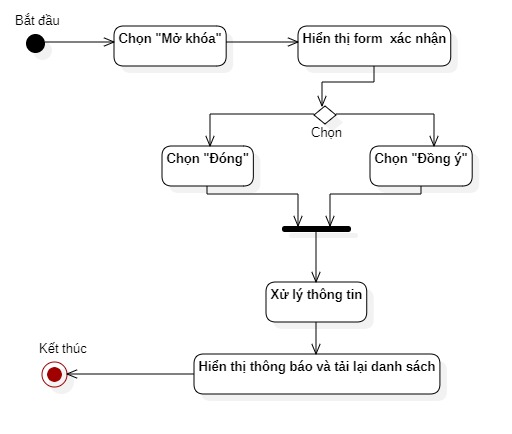 Bắt đầu
Chọn "Mở khóa"
Hiển thị form xác nhận
Chọn
Chọn "Đóng"
Chọn "Đồng ý"
Xử lý thông tin
Kết thúc
Hiển thị thông báo và tải lại danh sách